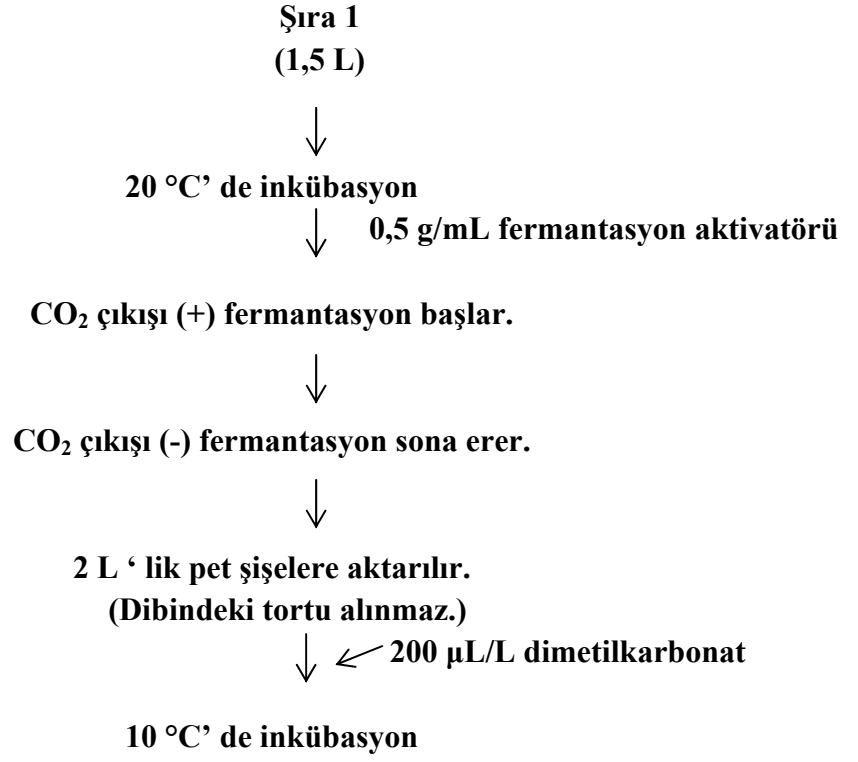 Şıra 1
(1,5 L)
20 °C’ de inkübasyon
0,5 g/mL fermantasyon aktivatörü
CO₂ çıkışı (+) fermantasyon başlar.
CO₂ çıkışı (-) fermantasyon sona erer.
2 L ‘ lik pet şişelere aktarılır.
(Dibindeki tortu alınmaz.)
200 µL/L dimetilkarbonat
10 °C’ de inkübasyon